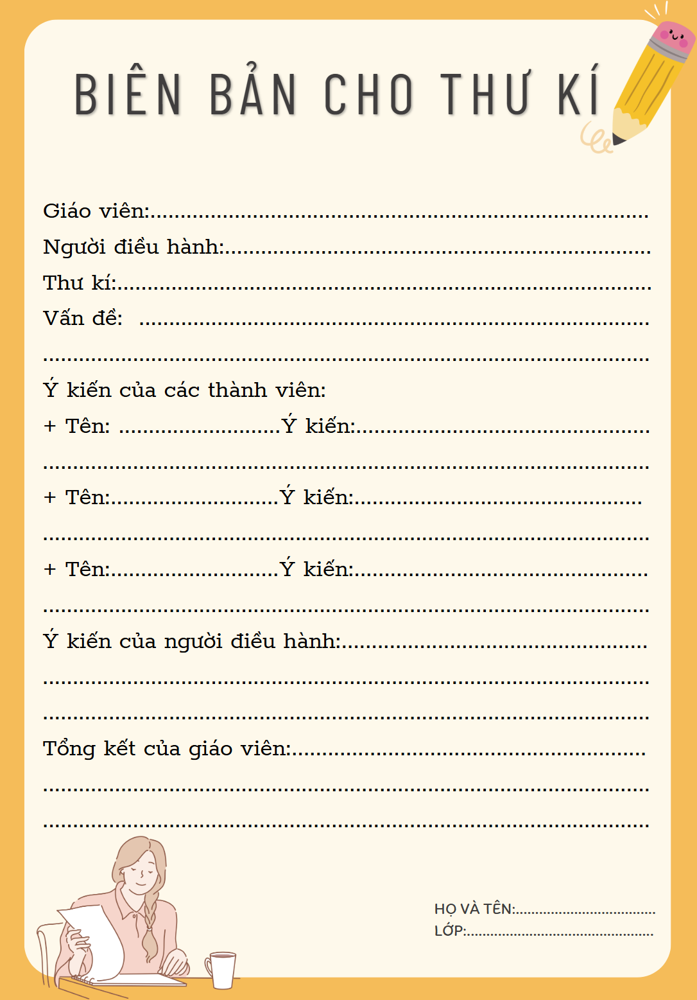 BIÊN BẢN CHO THƯ KÍ
Giáo viên:....................................................................................
Người điều hành:........................................................................
Thư kí:..........................................................................................
Vấn đề: ......................................................................................
......................................................................................................
Ý kiến của các thành viên:
+ Tên: ...........................Ý kiến:.................................................
......................................................................................................
+ Tên:............................Ý kiến:................................................
......................................................................................................
+ Tên:............................Ý kiến:.................................................
......................................................................................................
Ý kiến của người điều hành:...................................................
......................................................................................................
......................................................................................................
Tổng kết của giáo viên:...........................................................
......................................................................................................
......................................................................................................
HỌ VÀ TÊN:....................................
LỚP:................................................